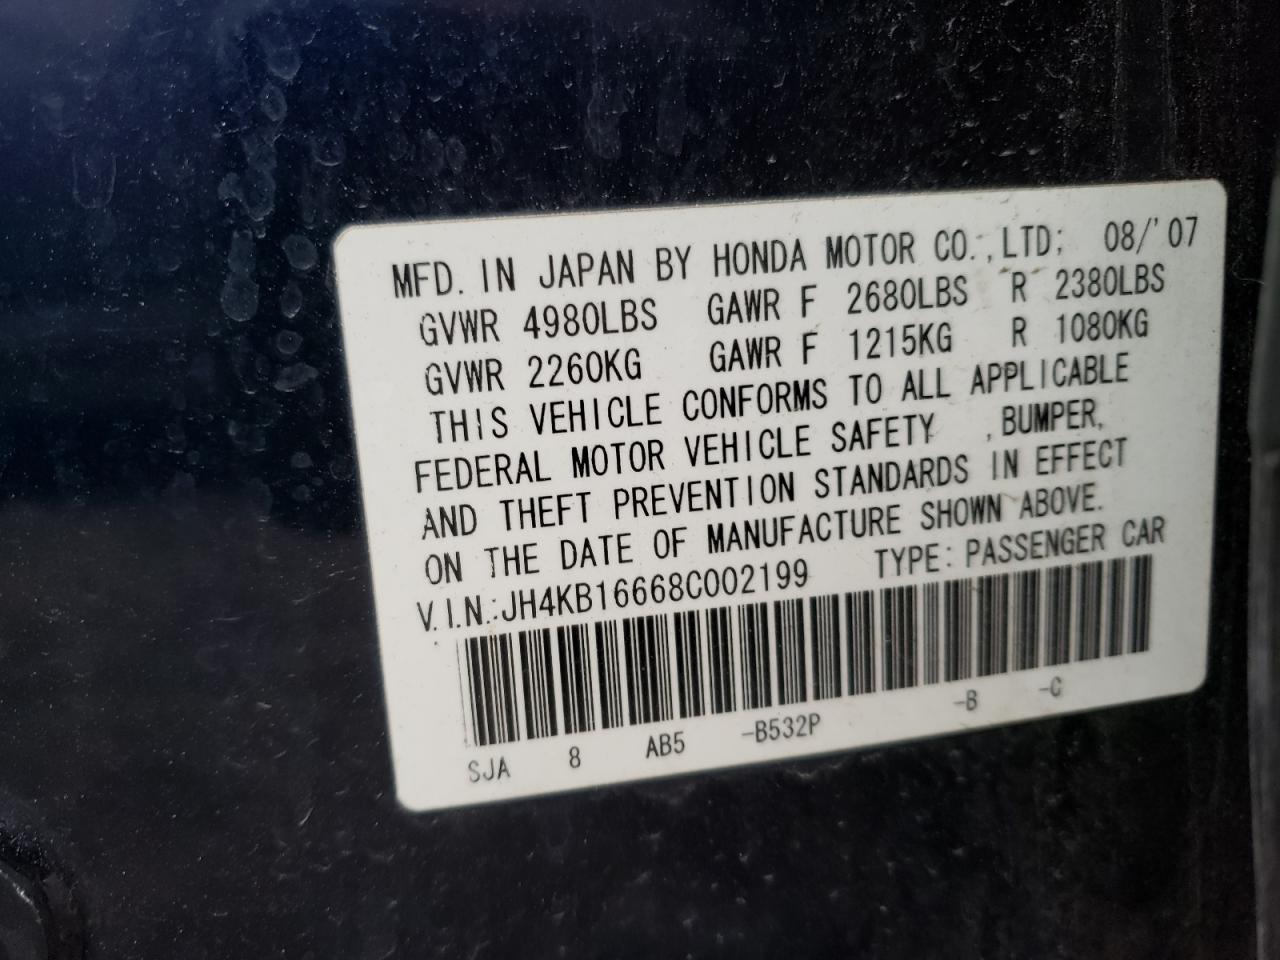 MFD. IN JAPAN BY HONDA MOTOR CO.,LTD; 08/'07
GVWR 4980LBS GAWR F 2680LBS R 2380LBS
GVWR 2260KG GAWR F 1215KG R 1080KG
THIS VEHICLE CONFORMS TO ALL APPLICABLE
FEDERAL MOTOR VEHICLE SAFETY , BUMPER,
AND THEFT PREVENTION STANDARDS IN EFFECT
ON THE DATE OF MANUFACTURE SHOWN ABOVE.
V.I.N.:JH4KB16668C002199 TYPE: PASSENGER CAR
SJA 8 AB5 -B532P -B -C